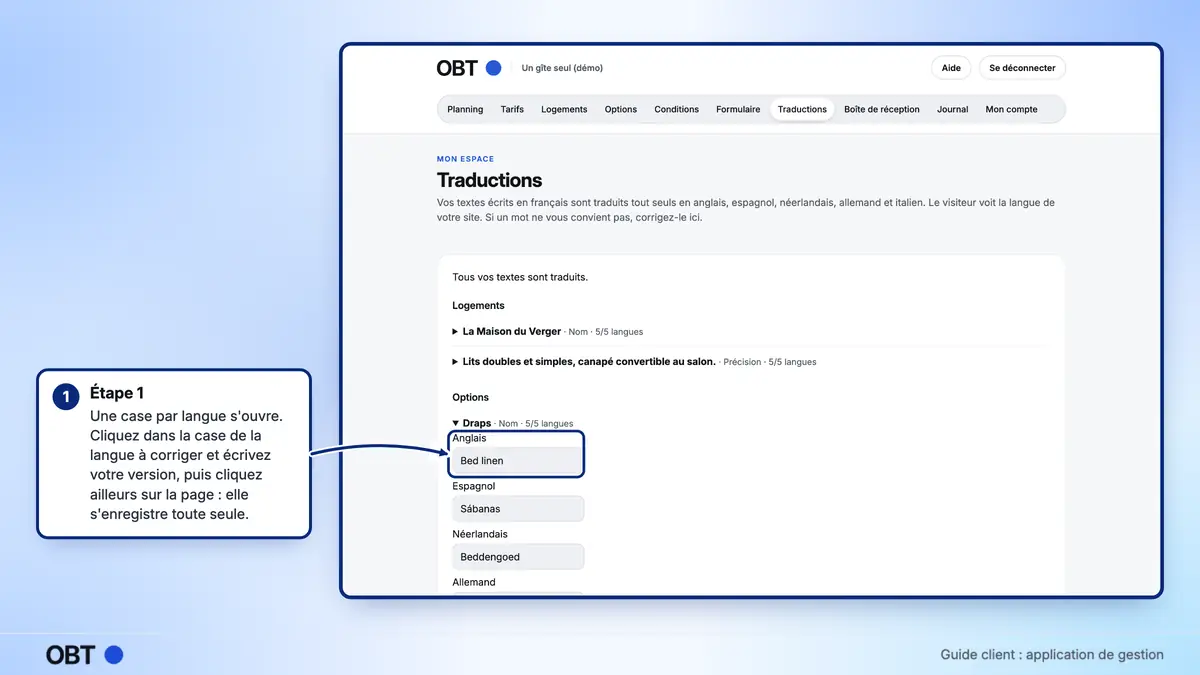 OBT
Un gîte seul (démo)
Aide
Se déconnecter
Planning
Tarifs
Logements
Options
Conditions
Formulaire
Traductions
Boîte de réception
Journal
Mon compte
MON ESPACE
Traductions
Vos textes écrits en français sont traduits tout seuls en anglais, espagnol, néerlandais, allemand et italien. Le visiteur voit la langue de
votre site. Si un mot ne vous convient pas, corrigez-le ici.
Tous vos textes sont traduits.
Logements
La Maison du Verger · Nom · 5/5 langues
Lits doubles et simples, canapé convertible au salon. · Précision · 5/5 langues
Options
Draps · Nom · 5/5 langues
Anglais
Bed linen
Espagnol
Sábanas
Néerlandais
Beddengoed
Allemand
1
Étape 1
Une case par langue s'ouvre.
Cliquez dans la case de la
langue à corriger et écrivez
votre version, puis cliquez
ailleurs sur la page : elle
s'enregistre toute seule.
OBT
Guide client : application de gestion